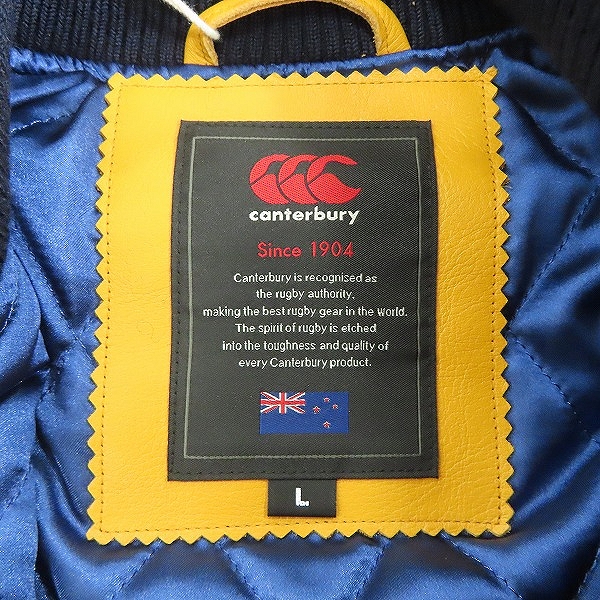 canterbury
Since 1904
Canterbury is recognised as
the rugby authority,
making the best rugby gear in the world.
The spirit of rugby is etched
into the toughness and quality of
every Canterbury product.
L